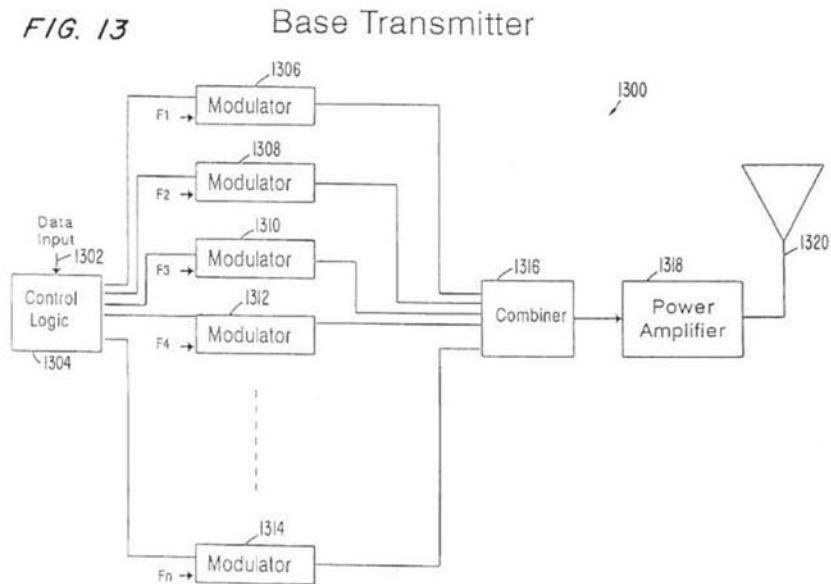 FIG. 13
Base Transmitter
1306
Modulator
F1
1300
1308
Modulator
F2
Data
Input
1302
1310
Modulator
F3
1320
Control
Logic
1304
1312
Modulator
F4
1316
Combiner
1318
Power
Amplifier
1314
Modulator
Fn